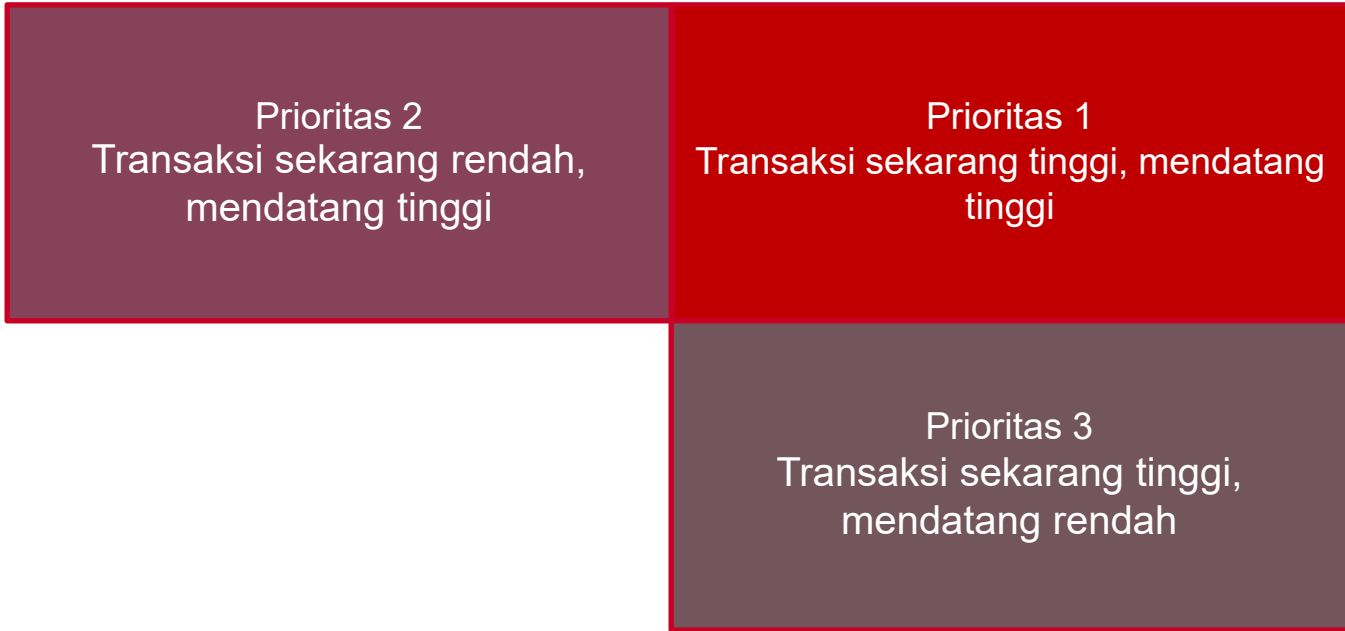 Prioritas 2
Transaksi sekarang rendah,
mendatang tinggi
Prioritas 1
Transaksi sekarang tinggi, mendatang
tinggi
Prioritas 3
Transaksi sekarang tinggi,
mendatang rendah